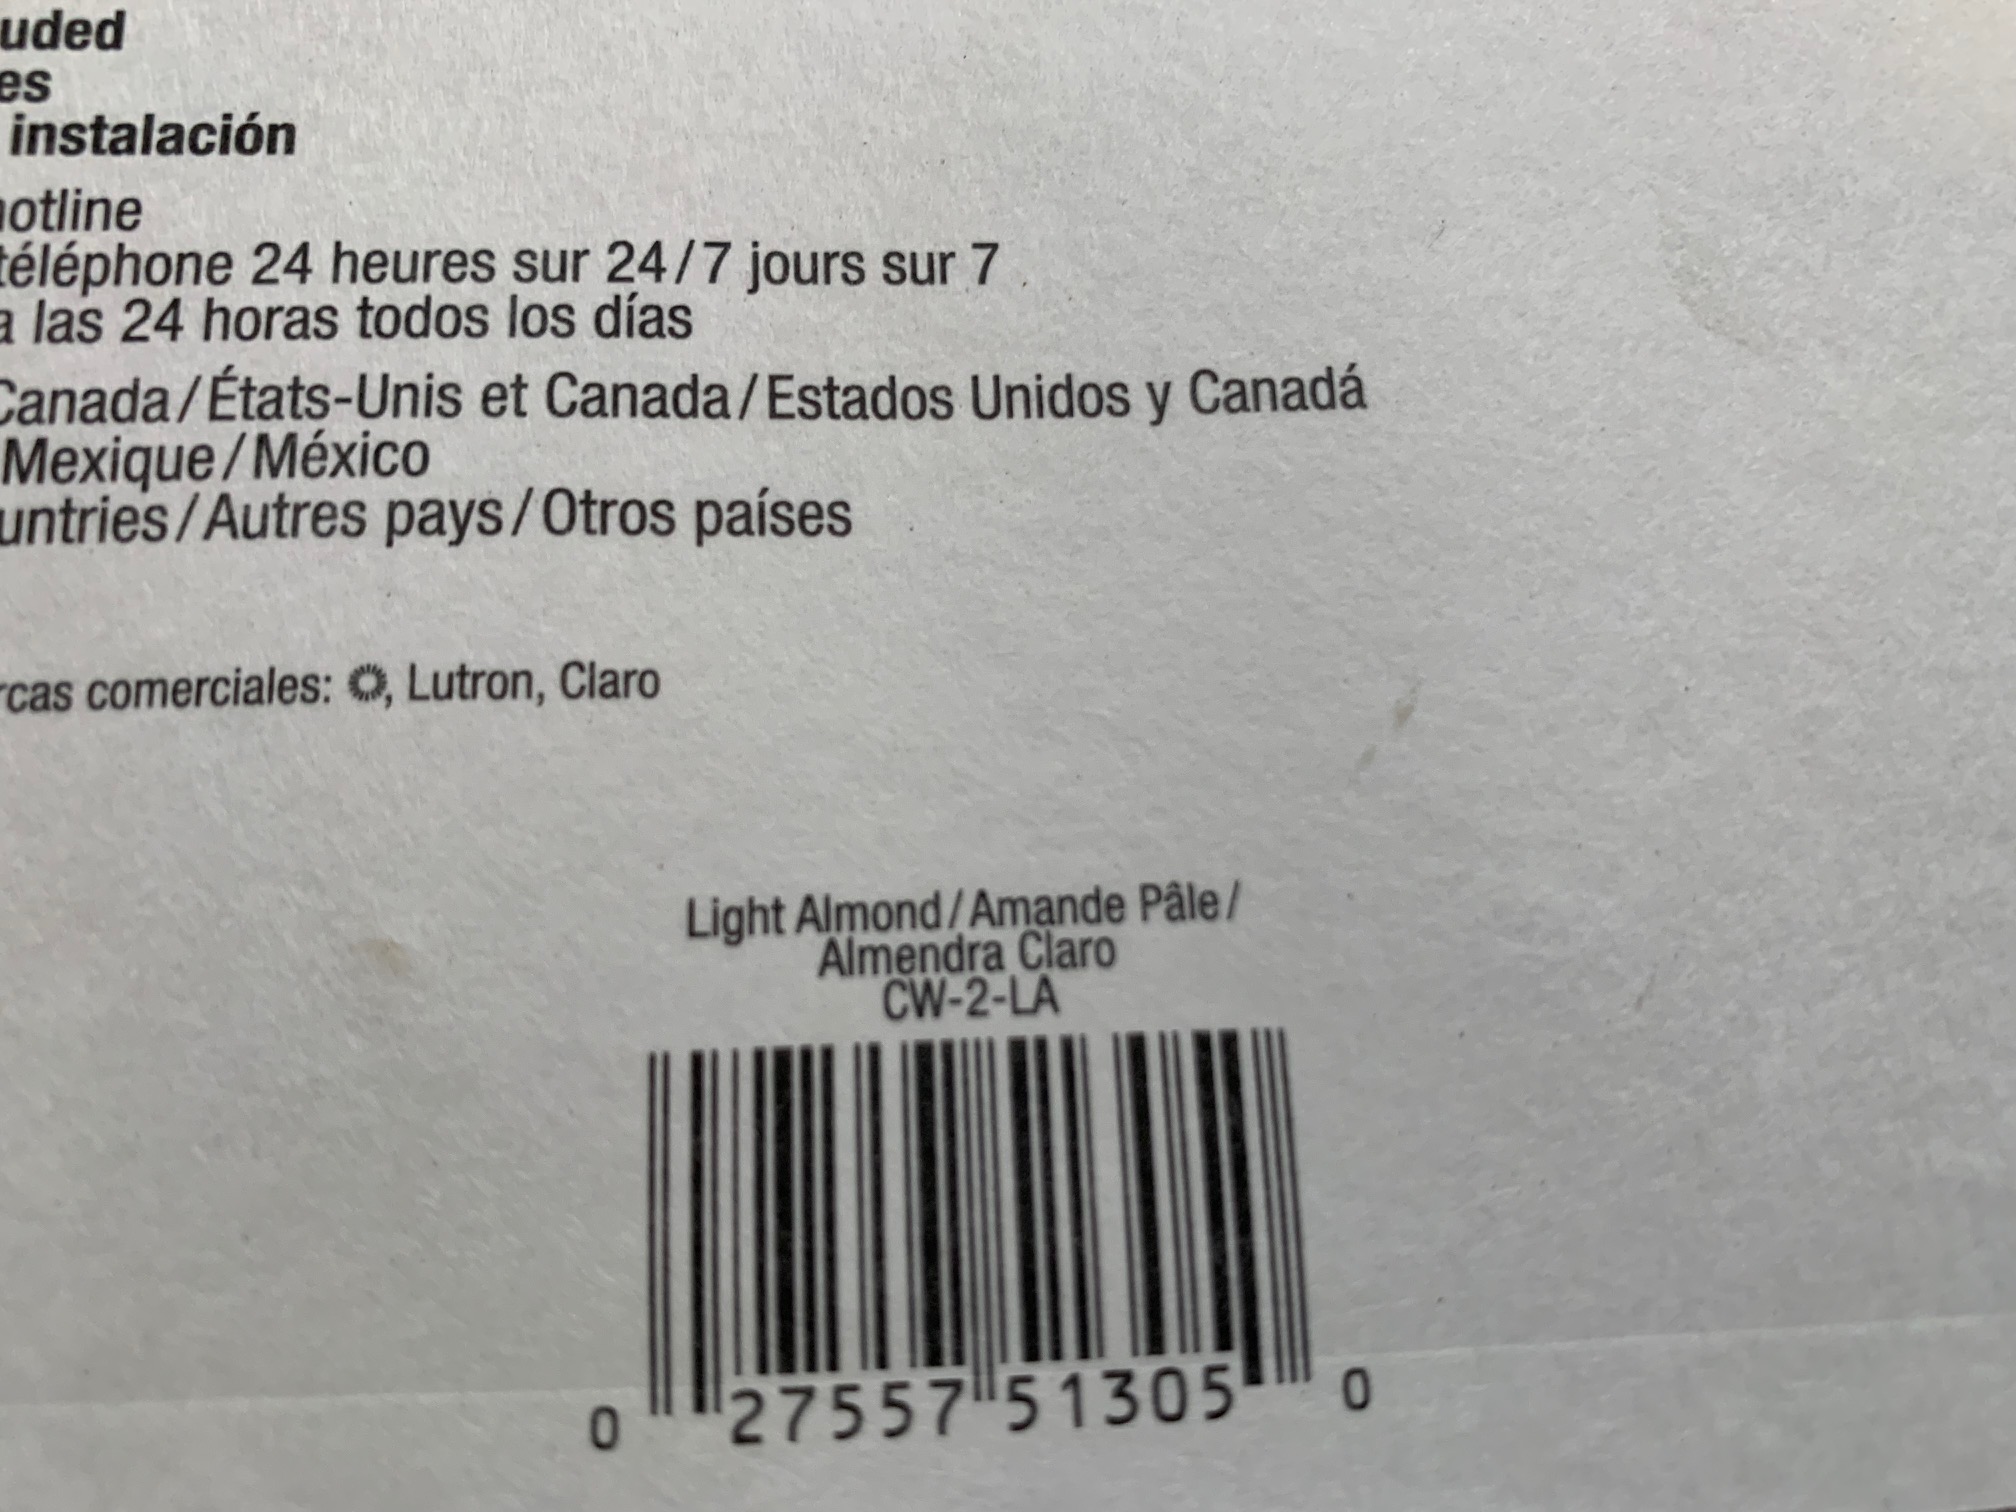 uded
es
instalación
hotline
téléphone 24 heures sur 24/7 jours sur 7
a las 24 horas todos los días
Canada/États-Unis et Canada/Estados Unidos y Canadá
Mexique/México
untries/Autres pays/Otros países
rcas comerciales: , Lutron, Claro
Light Almond/Amande Pâle/
Almendra Claro
CW-2-LA
0 27557 51305 0